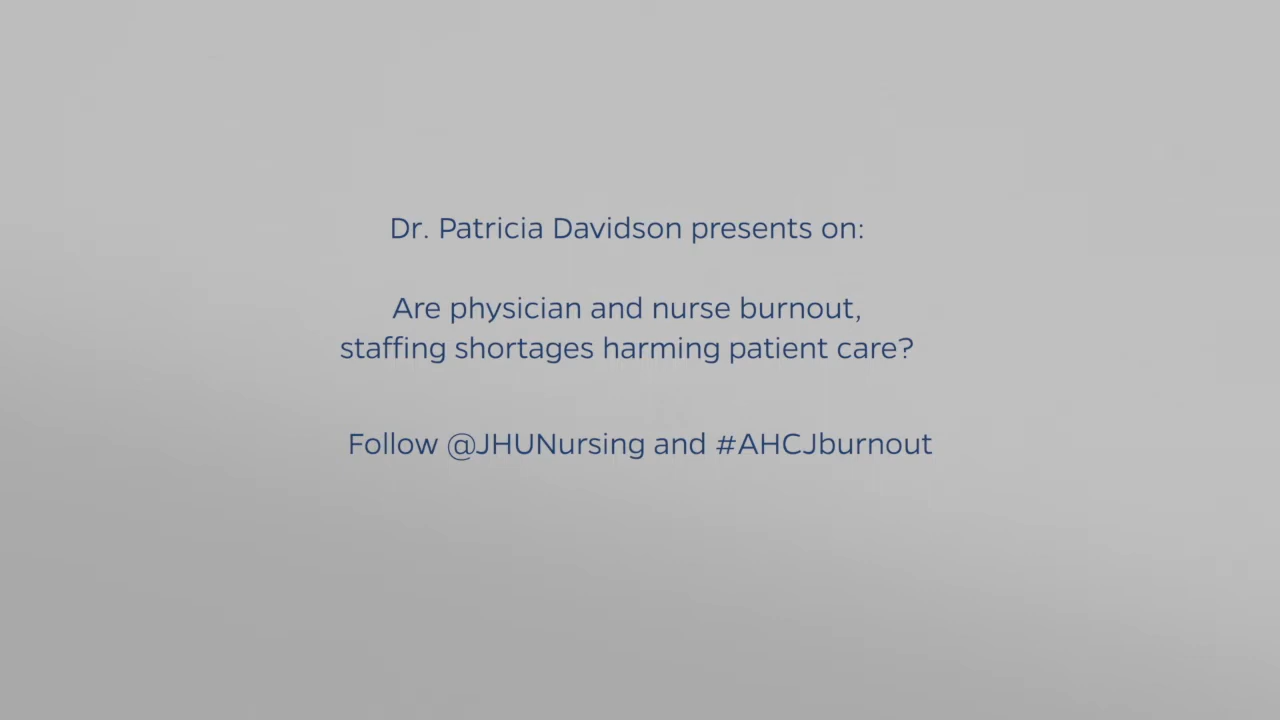 Dr. Patricia Davidson presents on:
Are physician and nurse burnout,
staffing shortages harming patient care?
Follow @JHUNursing and #AHCJburnout